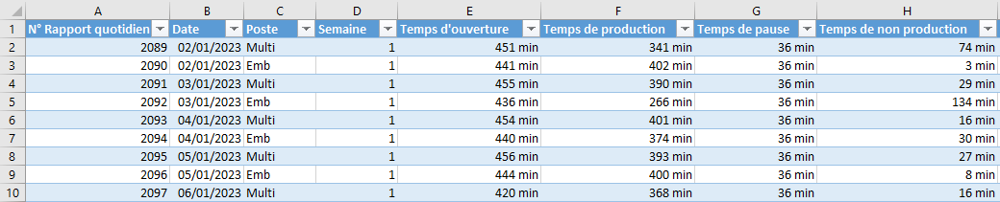 A B C D E F G H
1 N° Rapport quotidien Date Poste Semaine Temps d'ouverture Temps de production Temps de pause Temps de non production
2 2089 02/01/2023 Multi 1 451 min 341 min 36 min 74 min
3 2090 02/01/2023 Emb 1 441 min 402 min 36 min 3 min
4 2091 03/01/2023 Multi 1 455 min 390 min 36 min 29 min
5 2092 03/01/2023 Emb 1 436 min 266 min 36 min 134 min
6 2093 04/01/2023 Multi 1 454 min 401 min 36 min 16 min
7 2094 04/01/2023 Emb 1 440 min 374 min 36 min 30 min
8 2095 05/01/2023 Multi 1 456 min 393 min 36 min 27 min
9 2096 05/01/2023 Emb 1 444 min 400 min 36 min 8 min
10 2097 06/01/2023 Multi 1 420 min 368 min 36 min 16 min